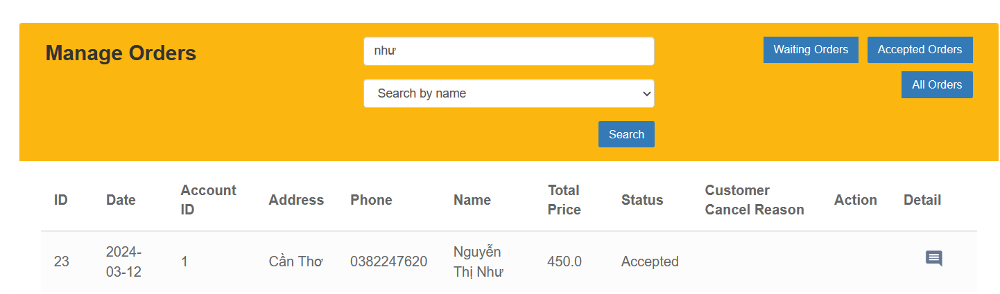 Manage Orders
như
Waiting Orders
Accepted Orders
Search by name
All Orders
Search
ID Date Account ID Address Phone Name Total Price Status Customer Cancel Reason Action Detail
23 2024-03-12 1 Cần Thơ 0382247620 Nguyễn Thị Như 450.0 Accepted